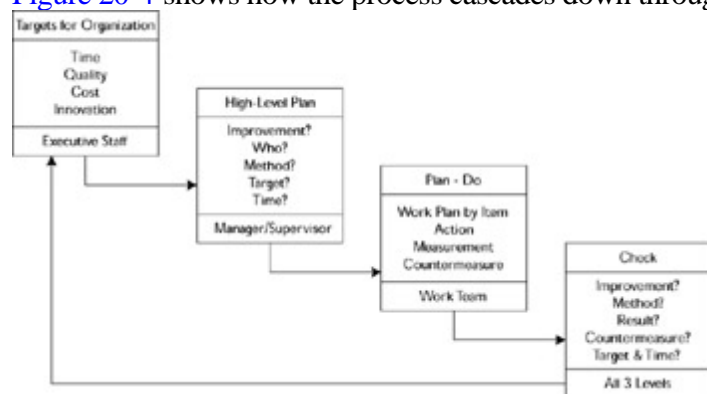 Figure 20-4 shows how the process cascades down throug
Targets for Organization
Time
Quality
Cost
Innovation
Executive Staff
High-Level Plan
Improvement?
Who?
Method?
Target?
Time?
Manager/Supervisor
Plan - Do
Work Plan by Item
Action
Measurement
Countermeasure
Work Team
Check
Improvement?
Method?
Result?
Countermeasure?
Target & Time?
All 3 Levels